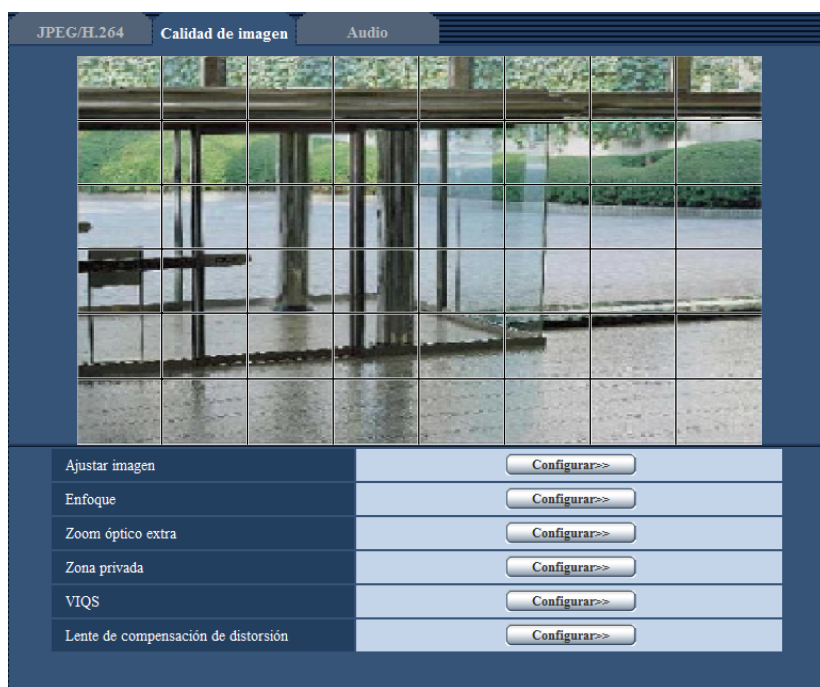 JPEG/H.264 Calidad de imagen Audio
Ajustar imagen Configurar>>
Enfoque Configurar>>
Zoom óptico extra Configurar>>
Zona privada Configurar>>
VIQS Configurar>>
Lente de compensación de distorsión Configurar>>